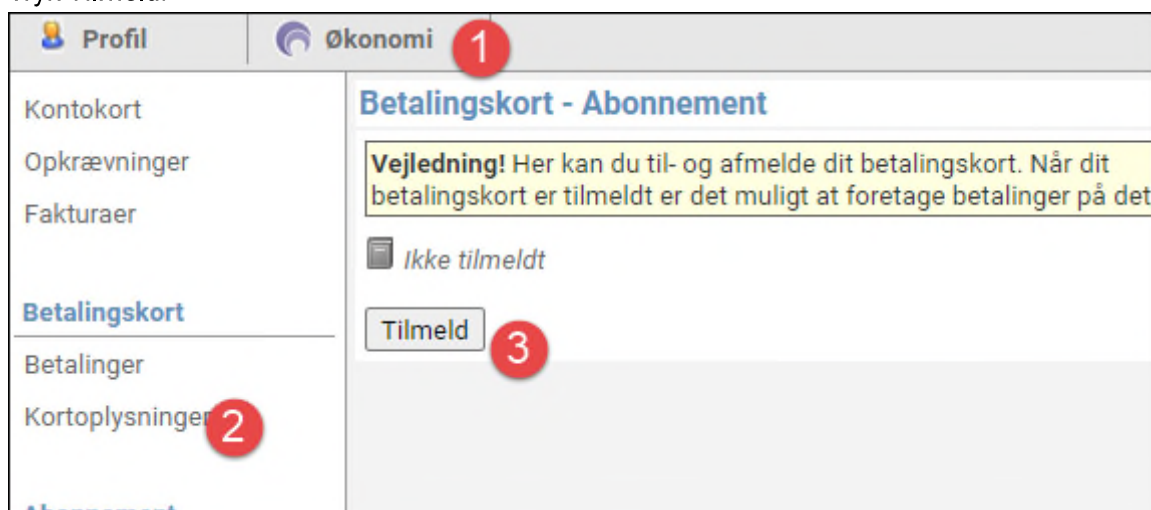 Profil
Økonomi
1
Kontokort
Opkrævninger
Fakturaer
Betalingskort
Betalinger
Kortoplysninger
2
Betalingskort - Abonnement
Vejledning! Her kan du til- og afmelde dit betalingskort. Når dit
betalingskort er tilmeldt er det muligt at foretage betalinger på det
Ikke tilmeldt
Tilmeld
3